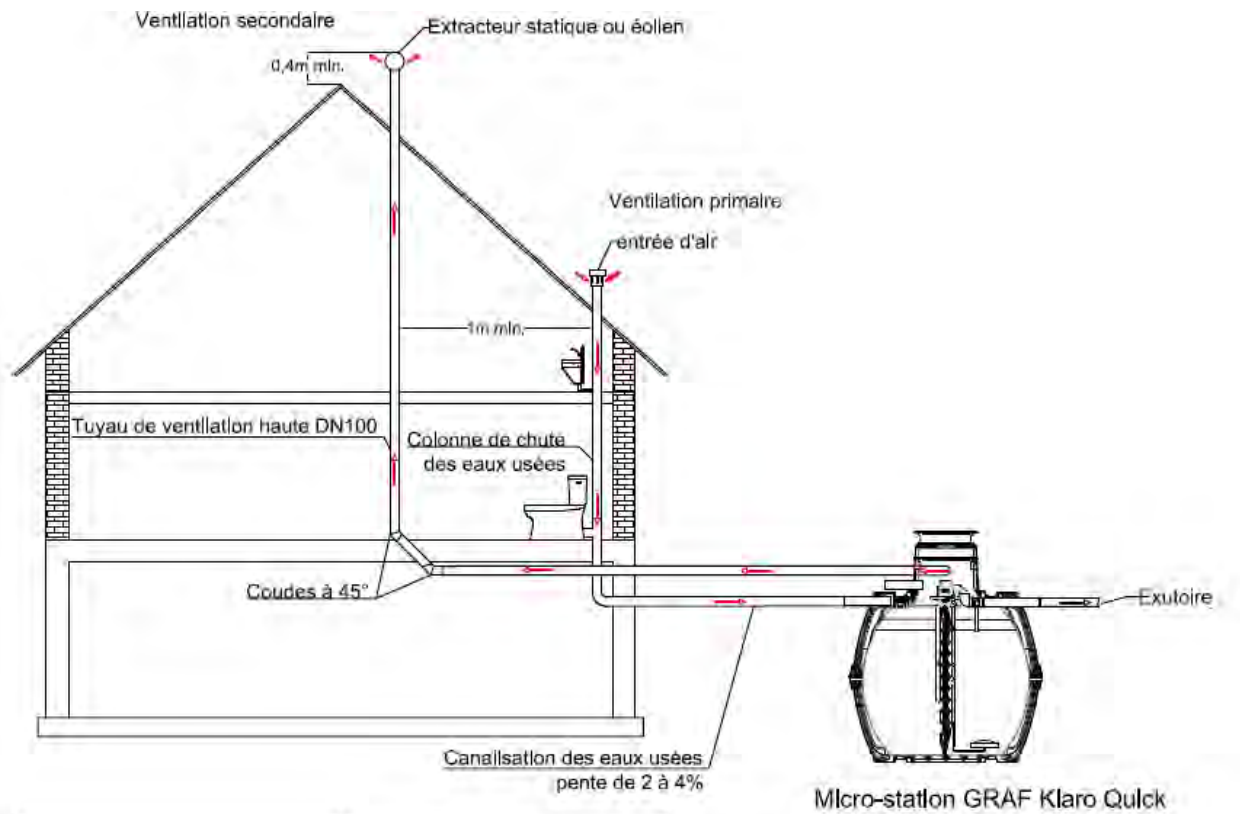 Ventilation secondaire
Extracteur statique ou éolien
0,4m min.
Ventilation primaire
entrée d'air
1m min.
Tuyau de ventilation haute DN100
Colonne de chute
des eaux usées
Coudes à 45°
Exutoire
Canalisation des eaux usées
pente de 2 à 4%
Micro-station GRAF Klaro Quick